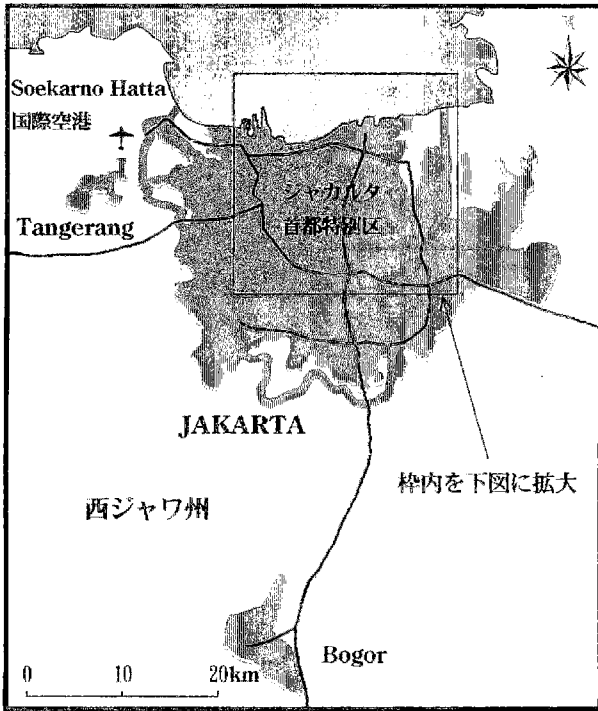 Soekarno Hatta
国際空港
ジャカルタ
首都特別区
Tangerang
JAKARTA
枠内を下図に拡大
西ジャワ州
Bogor
0 10 20km